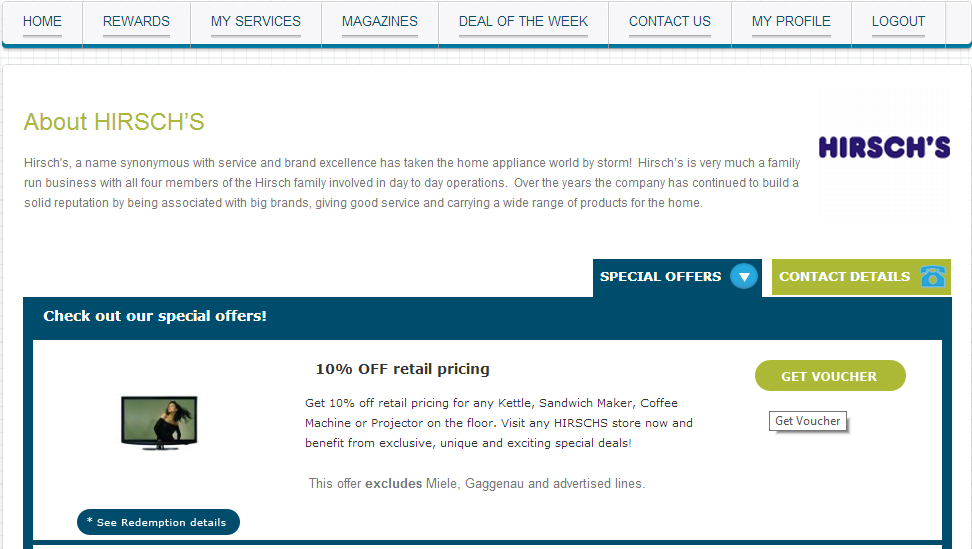 HOME REWARDS MY SERVICES MAGAZINES DEAL OF THE WEEK CONTACT US MY PROFILE LOGOUT
About HIRSCH'S
HIRSCH'S
Hirsch's, a name synonymous with service and brand excellence has taken the home appliance world by storm!  Hirsch's is very much a family
run business with all four members of the Hirsch family involved in day to day operations.  Over the years the company has continued to build a
solid reputation by being associated with big brands, giving good service and carrying a wide range of products for the home.
SPECIAL OFFERS CONTACT DETAILS
Check out our special offers!
10% OFF retail pricing
GET VOUCHER
Get 10% off retail pricing for any Kettle, Sandwich Maker, Coffee
Machine or Projector on the floor. Visit any HIRSCHS store now and
benefit from exclusive, unique and exciting special deals!
Get Voucher
This offer excludes Miele, Gaggenau and advertised lines.
* See Redemption details